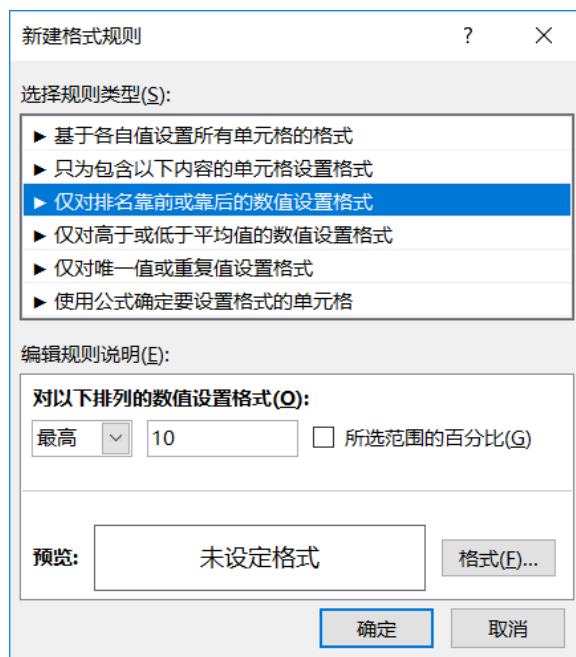 新建格式规则 ?
选择规则类型(S):
► 基于各自值设置所有单元格的格式
► 只为包含以下内容的单元格设置格式
► 仅对排名靠前或靠后的数值设置格式
► 仅对高于或低于平均值的数值设置格式
► 仅对唯一值或重复值设置格式
► 使用公式确定要设置格式的单元格
编辑规则说明(E):
对以下排列的数值设置格式(O):
最高 10 所选范围的百分比(G)
预览: 未设定格式 格式(F)...
确定 取消